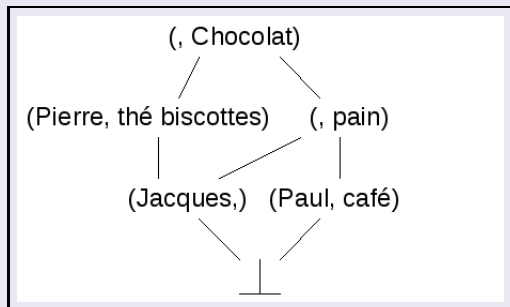 (, Chocolat)
(Pierre, thé biscottes) (, pain)
(Jacques,) (Paul, café)